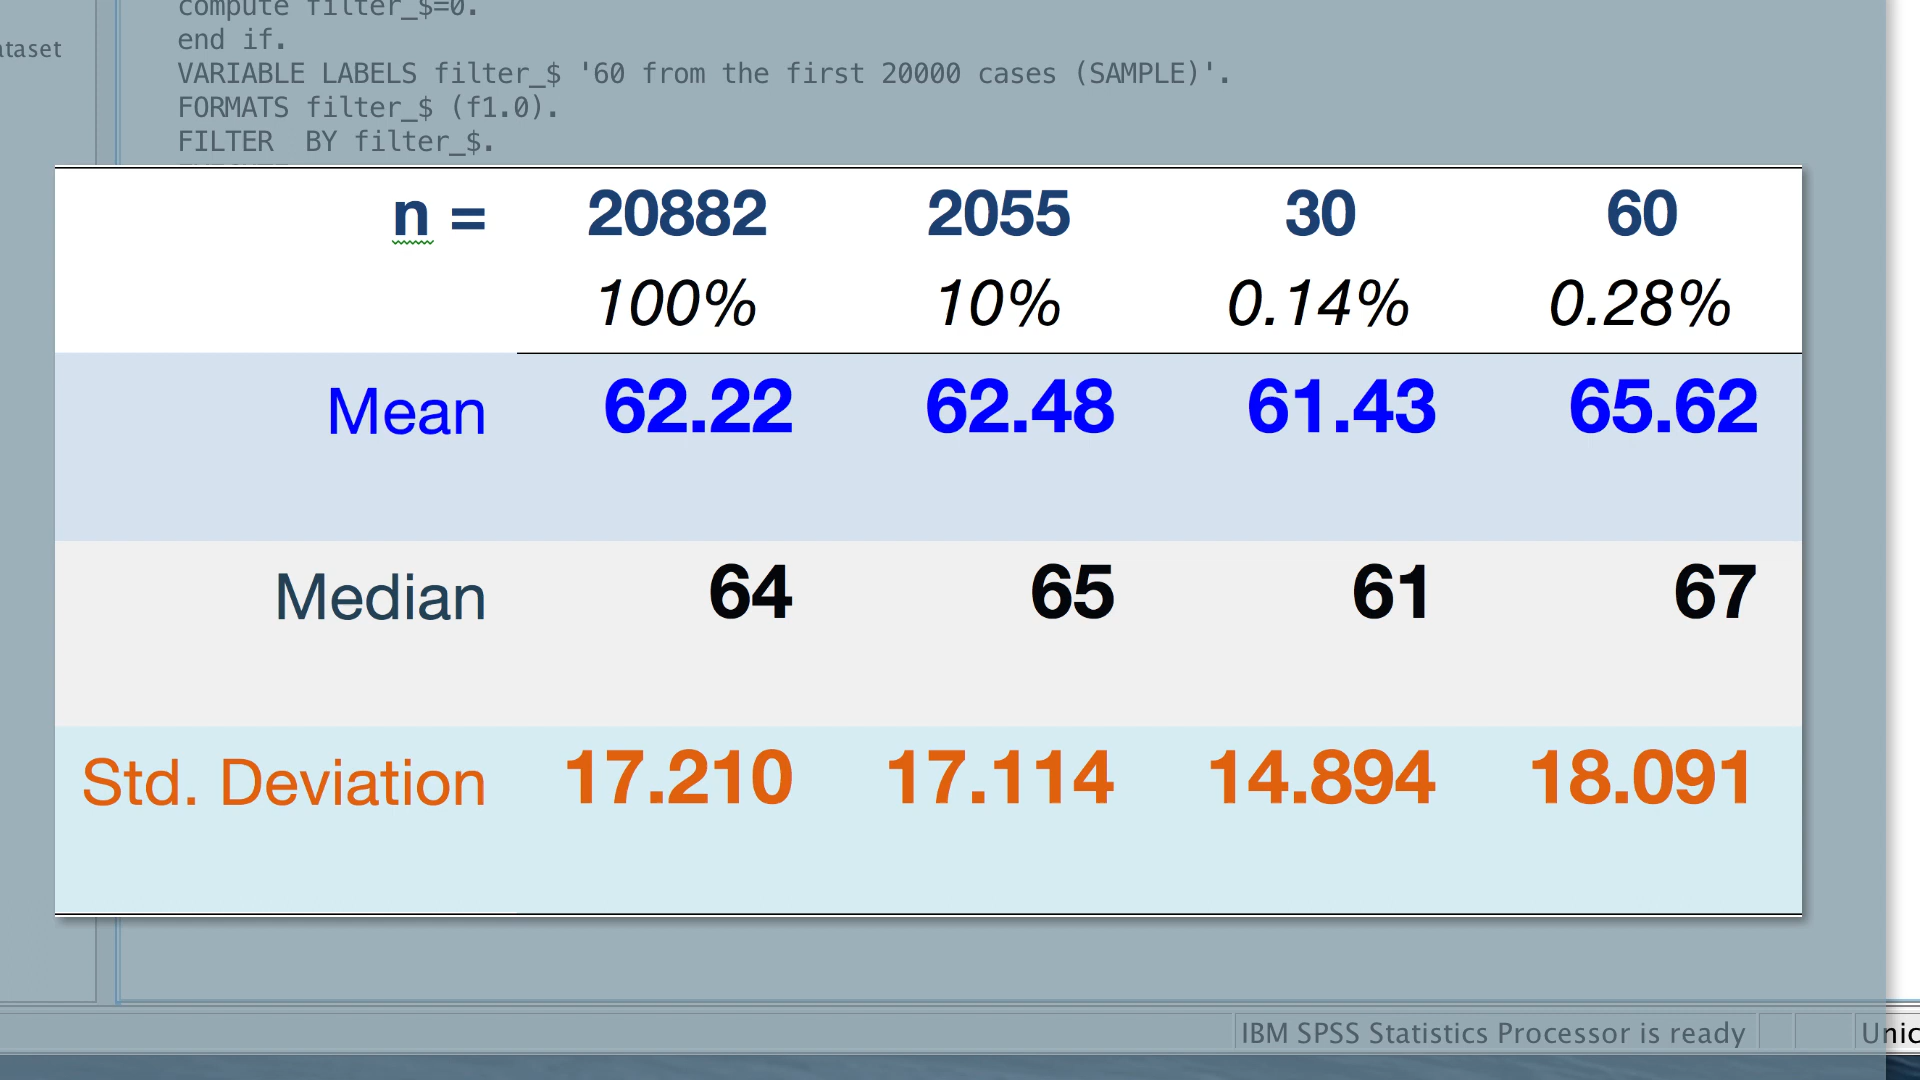 compute filter_$=0.
end if.
VARIABLE LABELS filter_$ '60 from the first 20000 cases (SAMPLE)'.
FORMATS filter_$ (f1.0).
FILTER BY filter_$.
n = 20882 2055 30 60
100% 10% 0.14% 0.28%
Mean 62.22 62.48 61.43 65.62
Median 64 65 61 67
Std. Deviation 17.210 17.114 14.894 18.091
IBM SPSS Statistics Processor is ready